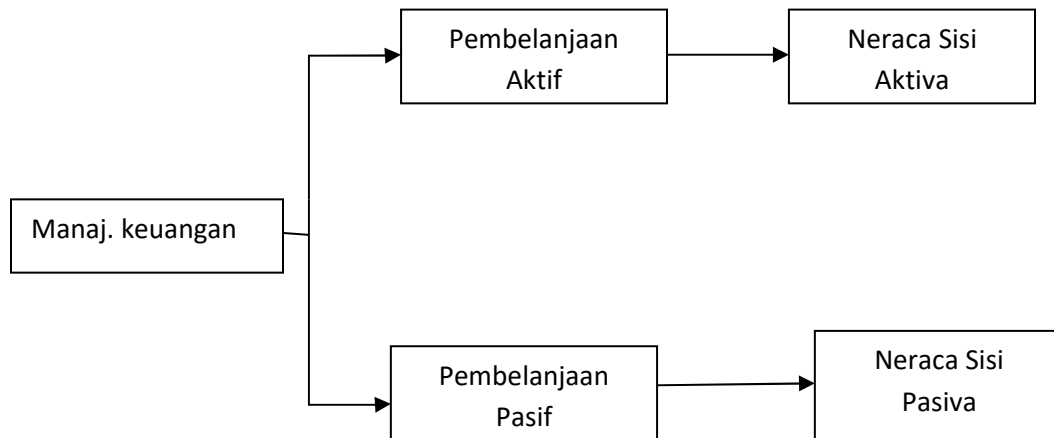 Pembelanjaan
Aktif
Neraca Sisi
Aktiva
Manaj. keuangan
Pembelanjaan
Pasif
Neraca Sisi
Pasiva